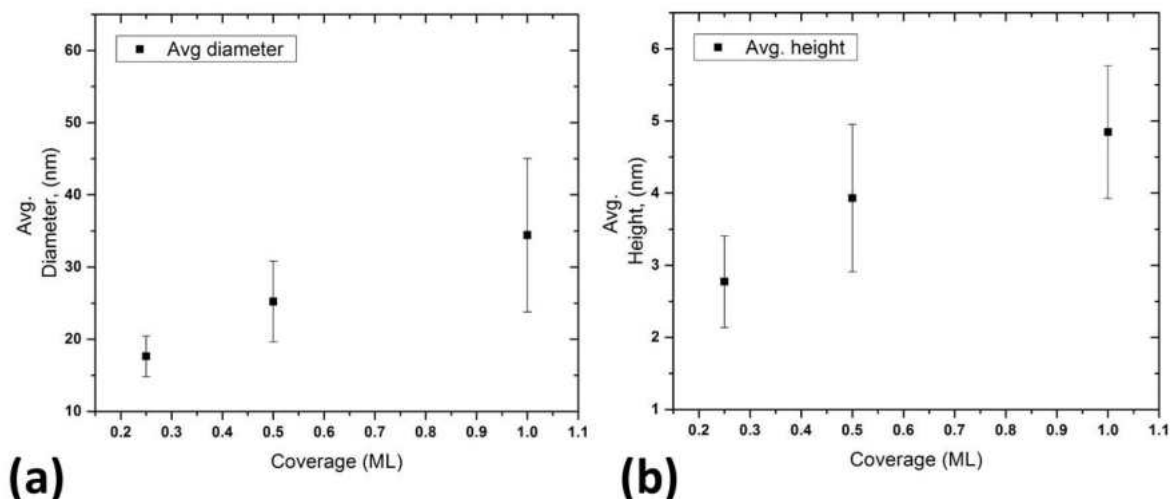 Avg diameter
60
50
40
30
20
10
Avg.
Diameter, (nm)
0.2 0.3 0.4 0.5 0.6 0.7 0.8 0.9 1.0 1.1
Coverage (ML)
(a)
Avg. height
6
5
4
3
2
1
Avg.
Height, (nm)
0.2 0.3 0.4 0.5 0.6 0.7 0.8 0.9 1.0 1.1
Coverage (ML)
(b)